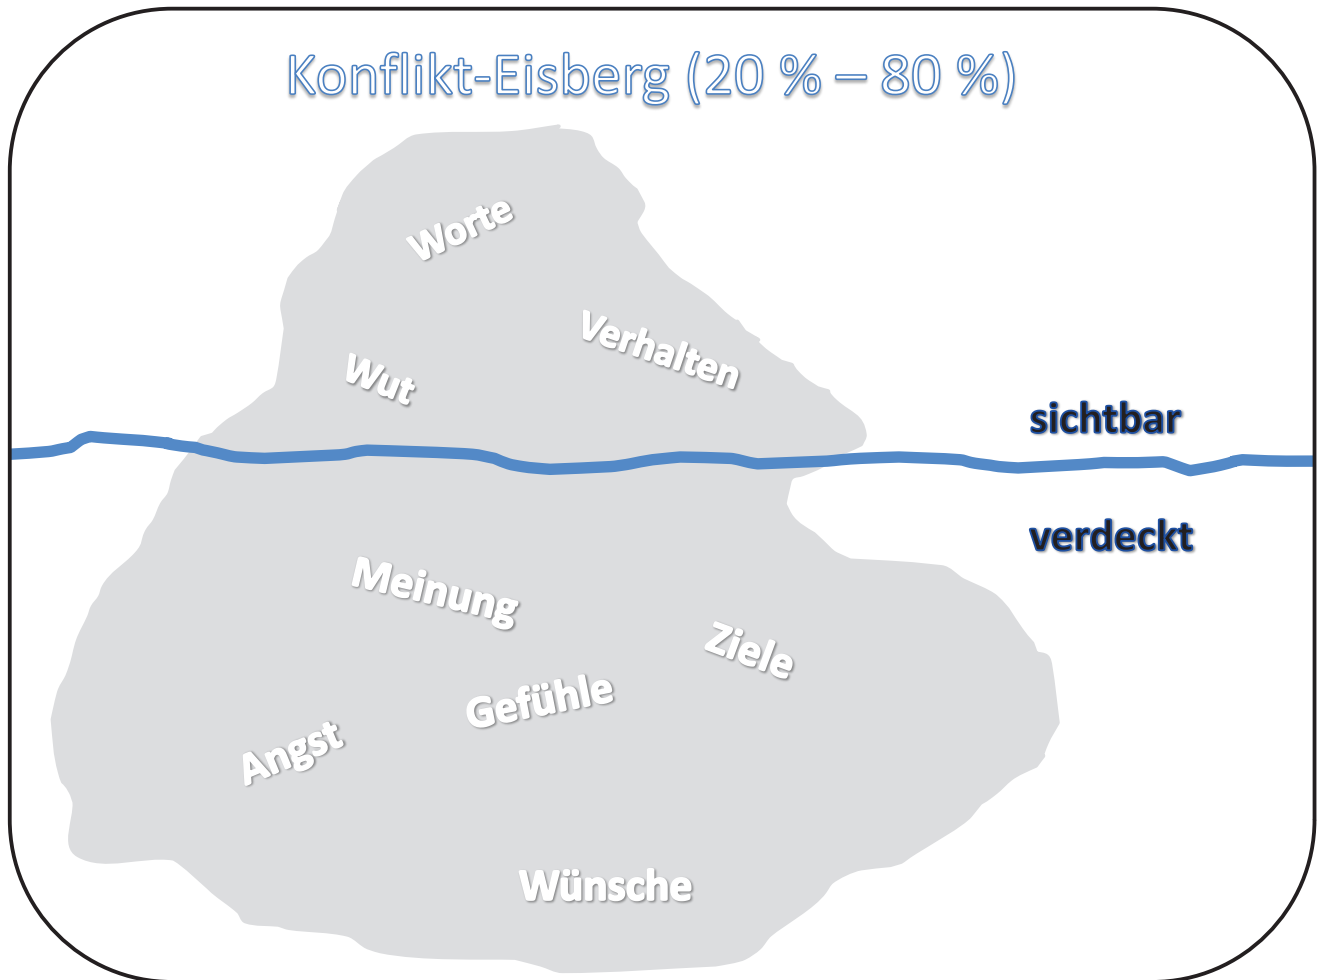 Konflikt-Eisberg (20 % – 80 %)
Worte
Verhalten
Wut
sichtbar
verdeckt
Meinung
Ziele
Gefühle
Angst
Wünsche